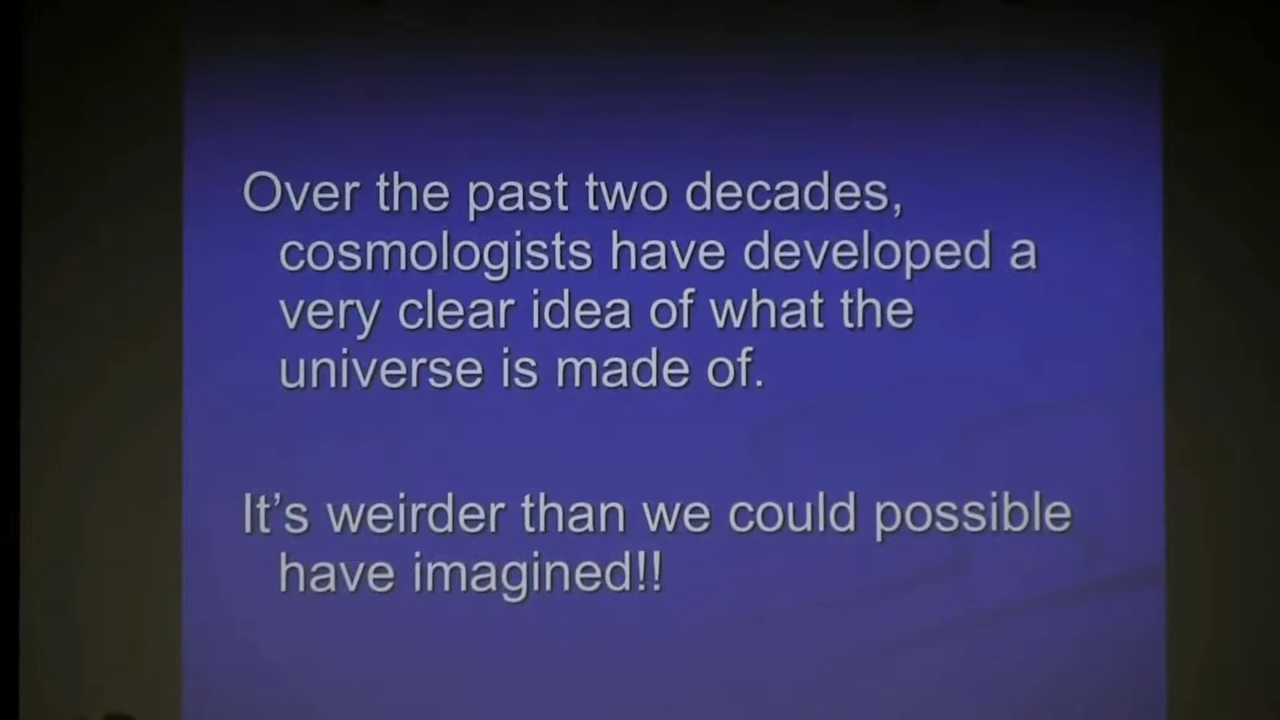 Over the past two decades,
cosmologists have developed a
very clear idea of what the
universe is made of.
It’s weirder than we could possible
have imagined!!